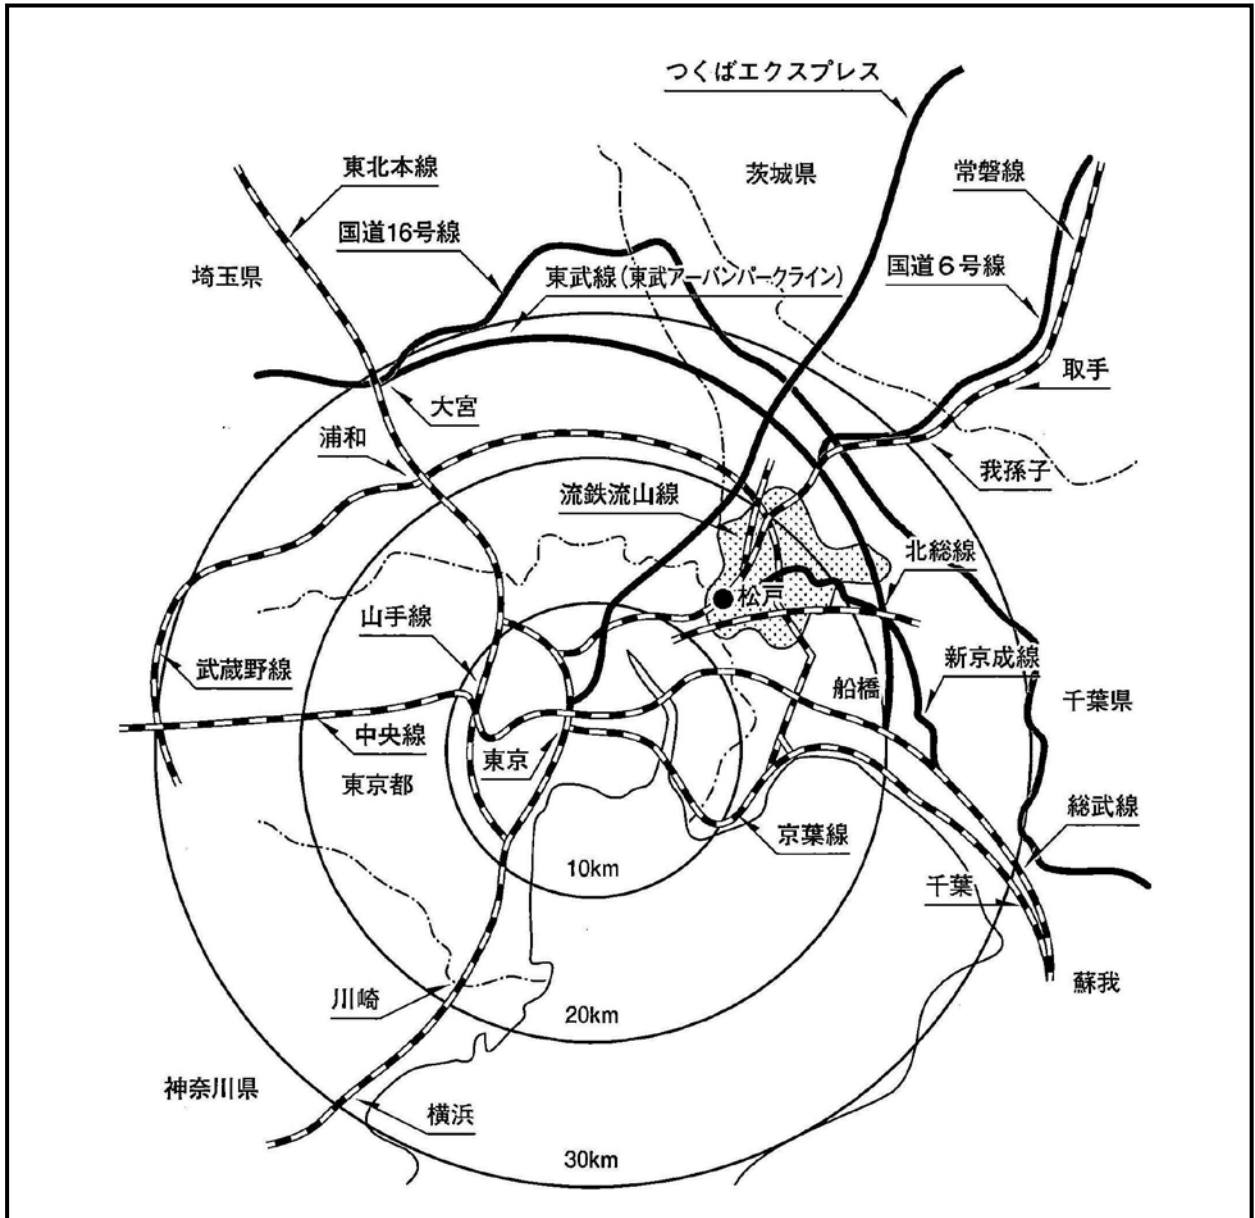 つくばエクスプレス
東北本線
茨城県
常磐線
国道16号線
埼玉県
東武線(東武アーバンパークライン)
国道6号線
取手
大宮
浦和
我孫子
流鉄流山線
北総線
松戸
山手線
武蔵野線
新京成線
船橋
千葉県
中央線
東京
東京都
総武線
京葉線
10km
千葉
蘇我
川崎
20km
神奈川県
横浜
30km